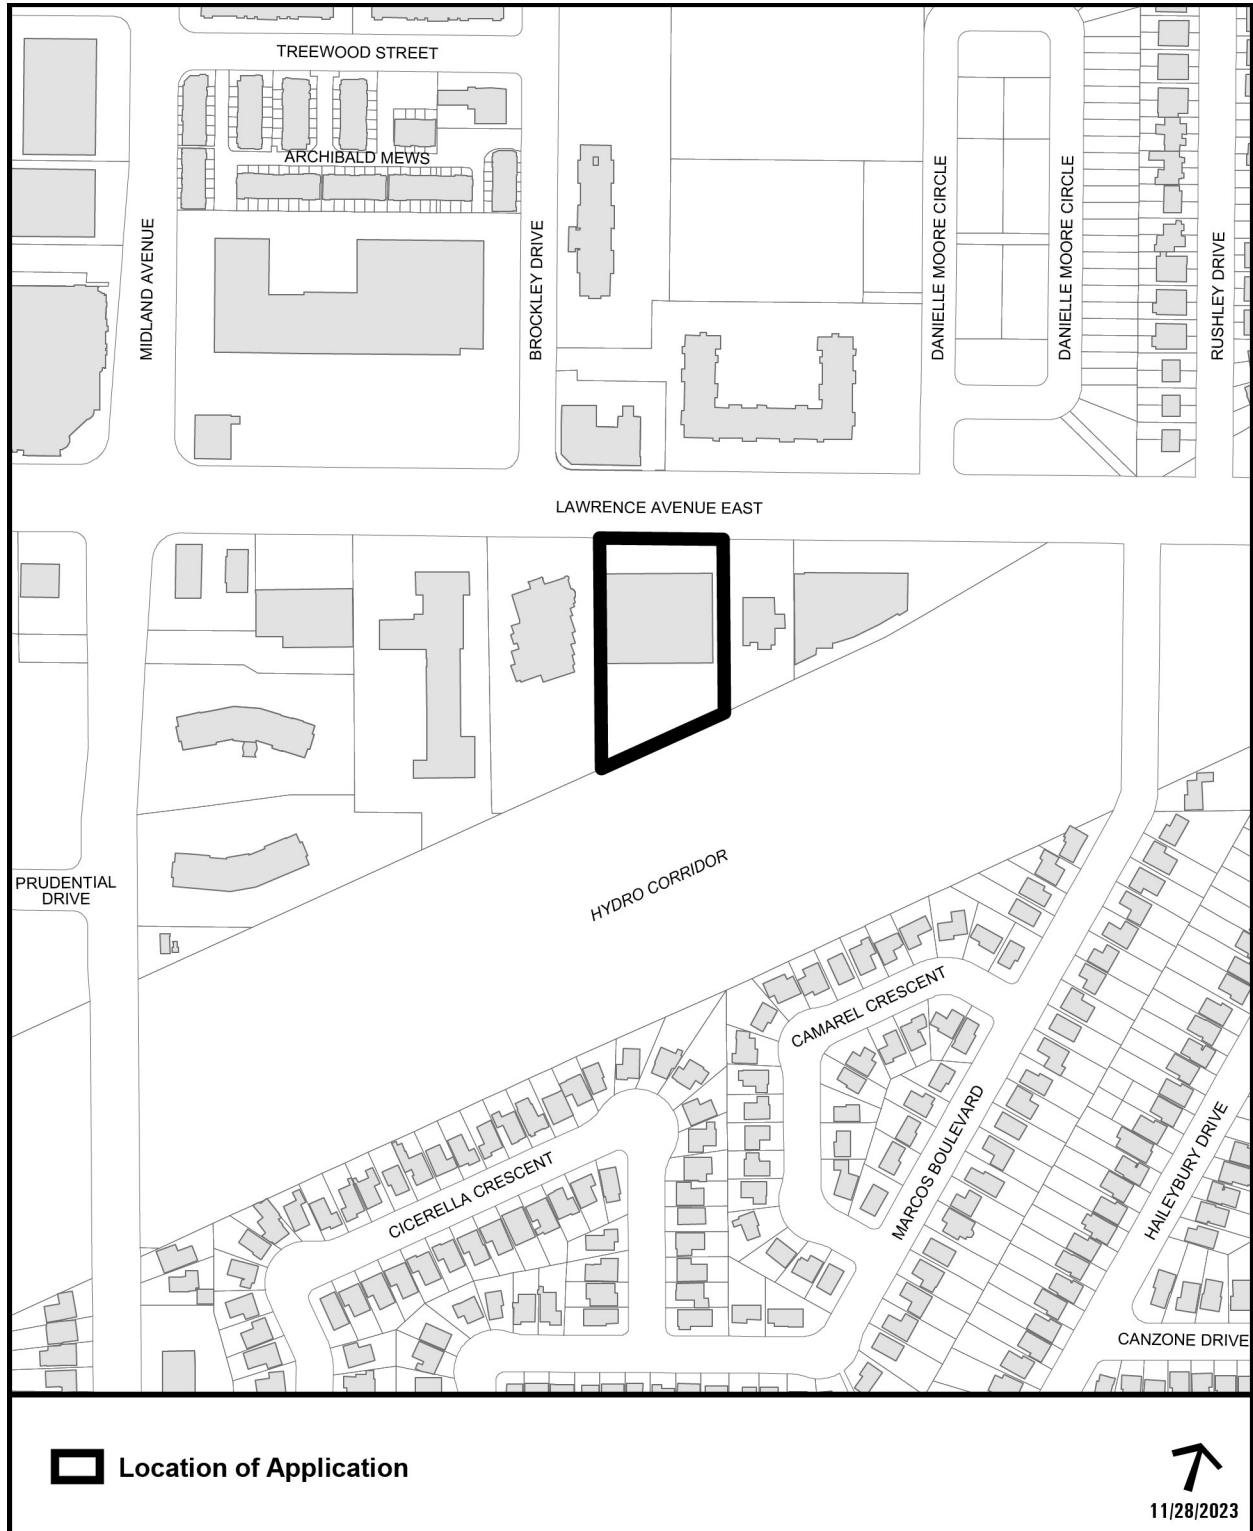 TREEWOOD STREET
ARCHIBALD MEWS
MIDLAND AVENUE
BROCKLEY DRIVE
DANIELLE MOORE CIRCLE
DANIELLE MOORE CIRCLE
RUSHLEY DRIVE
LAWRENCE AVENUE EAST
HYDRO CORRIDOR
PRUDENTIAL
DRIVE
CAMAREL CRESCENT
CICERELLA CRESCENT
MARCOS BOULEVARD
HAILEYBURY DRIVE
CANZONE DRIVE
Location of Application
11/28/2023